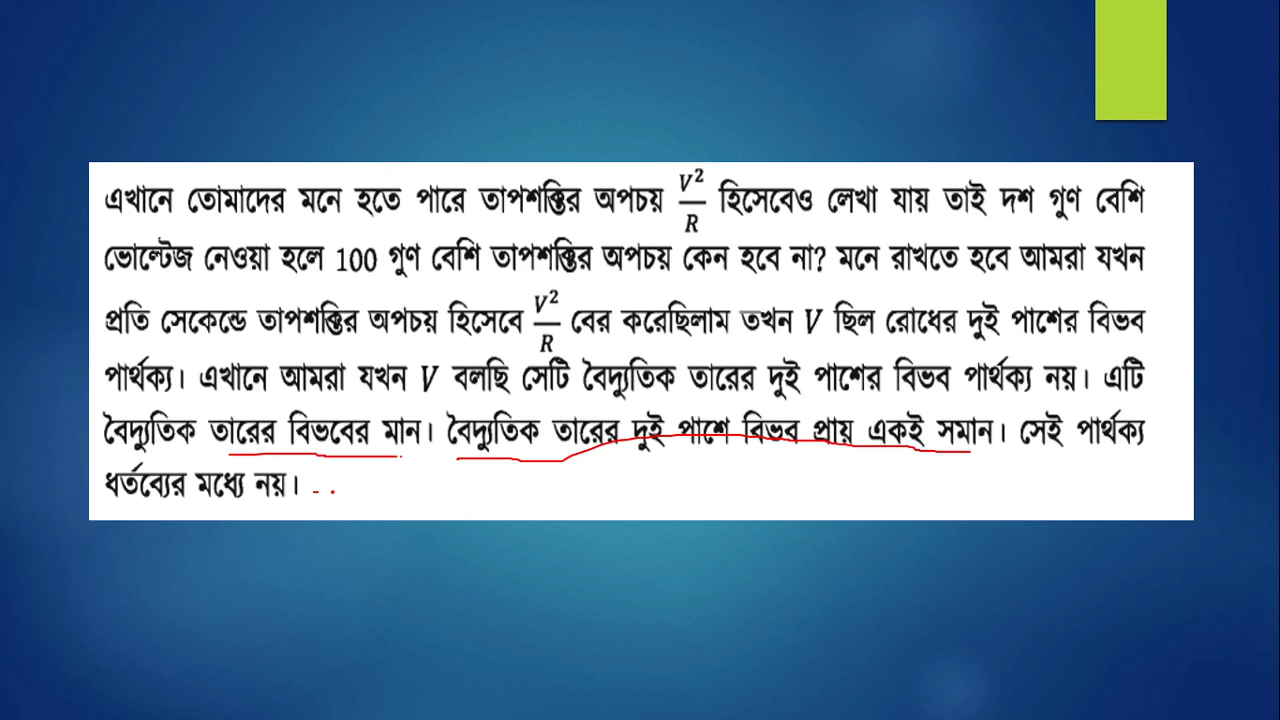 এখানে তোমাদের মনে হতে পারে তাপশক্তির অপচয় V²/R হিসেবেও লেখা যায় তাই দশ গুণ বেশি
ভোল্টেজ নেওয়া হলে 100 গুণ বেশি তাপশক্তির অপচয় কেন হবে না? মনে রাখতে হবে আমরা যখন
প্রতি সেকেন্ডে তাপশক্তির অপচয় হিসেবে V²/R বের করেছিলাম তখন V ছিল রোধের দুই পাশের বিভব
পার্থক্য। এখানে আমরা যখন V বলছি সেটি বৈদ্যুতিক তারের দুই পাশের বিভব পার্থক্য নয়। এটি
বৈদ্যুতিক তারের বিভবের মান। বৈদ্যুতিক তারের দুই পাশে বিভব প্রায় একই সমান। সেই পার্থক্য
ধর্তব্যের মধ্যে নয়।